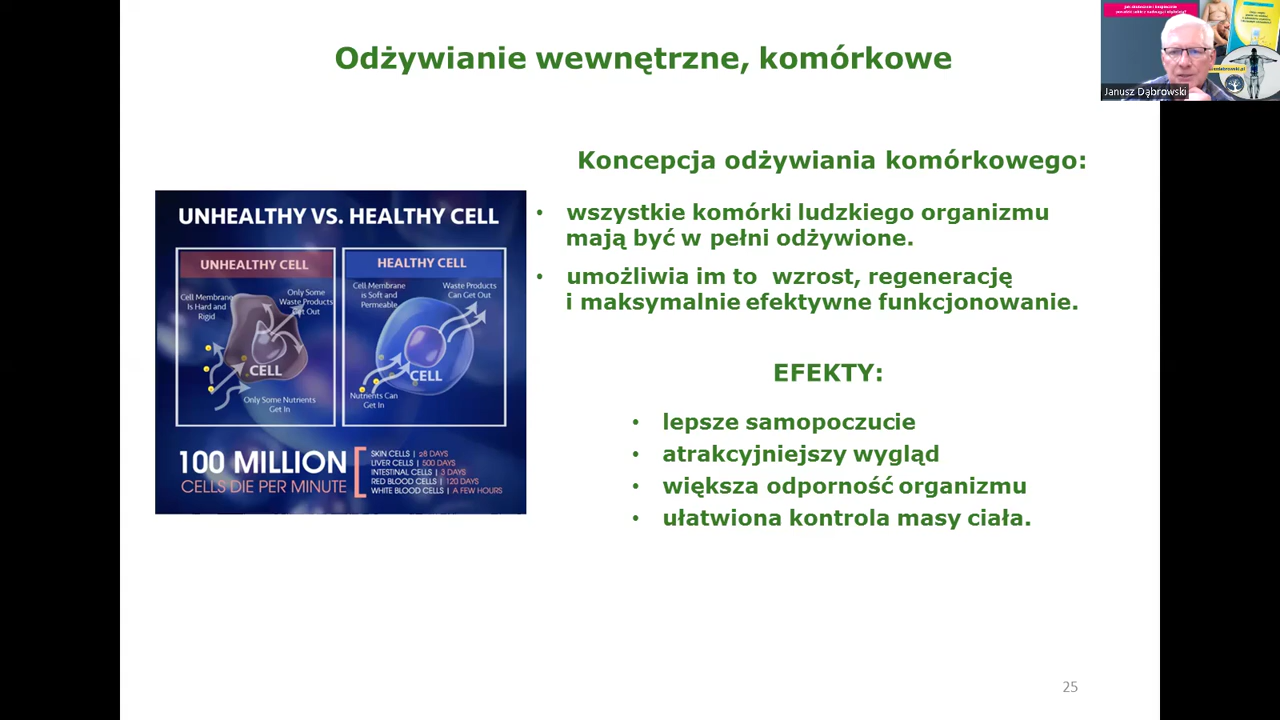 Odżywianie wewnętrzne, komórkowe
Janusz Dąbrowski
Koncepcja odżywiania komórkowego:
• wszystkie komórki ludzkiego organizmu
mają być w pełni odżywione.
• umożliwia im to wzrost, regenerację
i maksymalnie efektywne funkcjonowanie.
EFEKTY:
• lepsze samopoczucie
• atrakcyjniejszy wygląd
• większa odporność organizmu
• ułatwiona kontrola masy ciała.
UNHEALTHY VS. HEALTHY CELL
UNHEALTHY CELL
Cell Membrane
Is Hard and
Rigid
Only Some
Waste Products
Get Out
CELL
Only Some Nutrients
Get In
HEALTHY CELL
Cell Membrane
is Soft and
Permeable
Waste Products
Can Get Out
CELL
Nutrients Can
Get In
100 MILLION
CELLS DIE PER MINUTE
SKIN CELLS | 28 DAYS
LIVER CELLS | 500 DAYS
INTESTINAL CELLS | 3 DAYS
RED BLOOD CELLS | 120 DAYS
WHITE BLOOD CELLS | A FEW HOURS
25